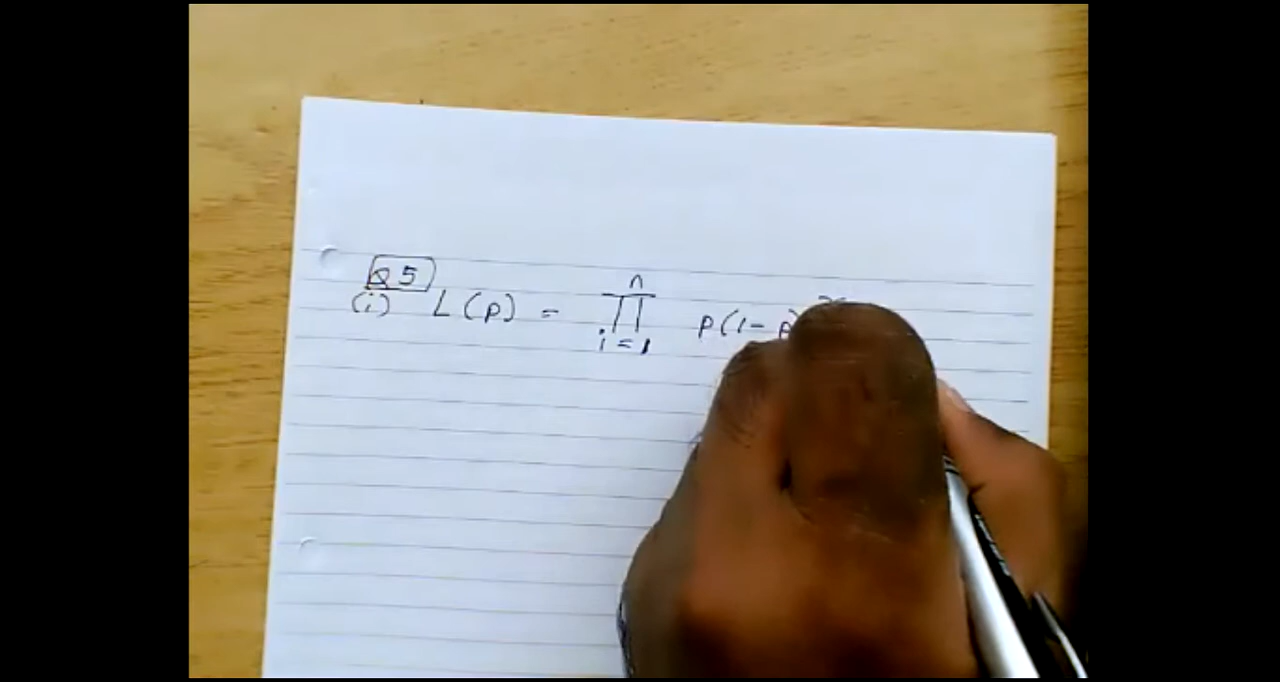 Q5
(i) L(p) = n∏i=1 p(1-p)